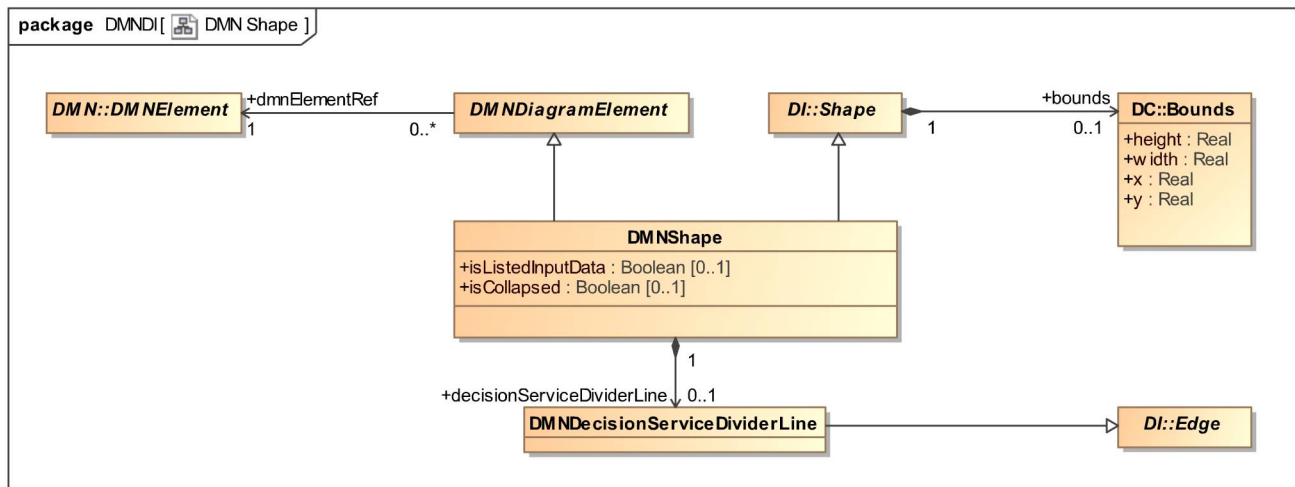 package DMNDI[ DMN Shape ]
DMN::DMNElement
+dmnElementRef
1
0..*
DMNDiagramElement
DI::Shape
1
+bounds
0..1
DC::Bounds
+height : Real
+width : Real
+x : Real
+y : Real
DMNShape
+isListedInputData : Boolean [0..1]
+isCollapsed : Boolean [0..1]
1
+decisionServiceDividerLine
0..1
DMNDecisionServiceDividerLine
DI::Edge